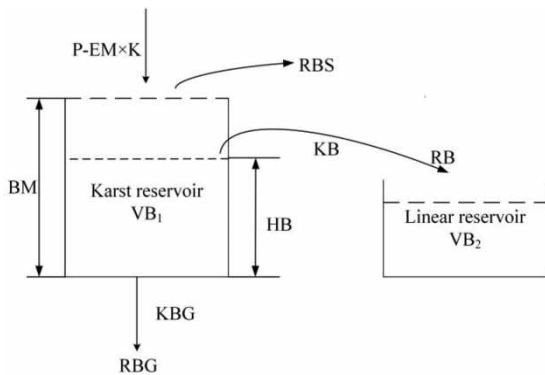 P-EM×K
RBS
KB
RB
BM
Karst reservoir
VB₁
HB
Linear reservoir
VB₂
KBG
RBG